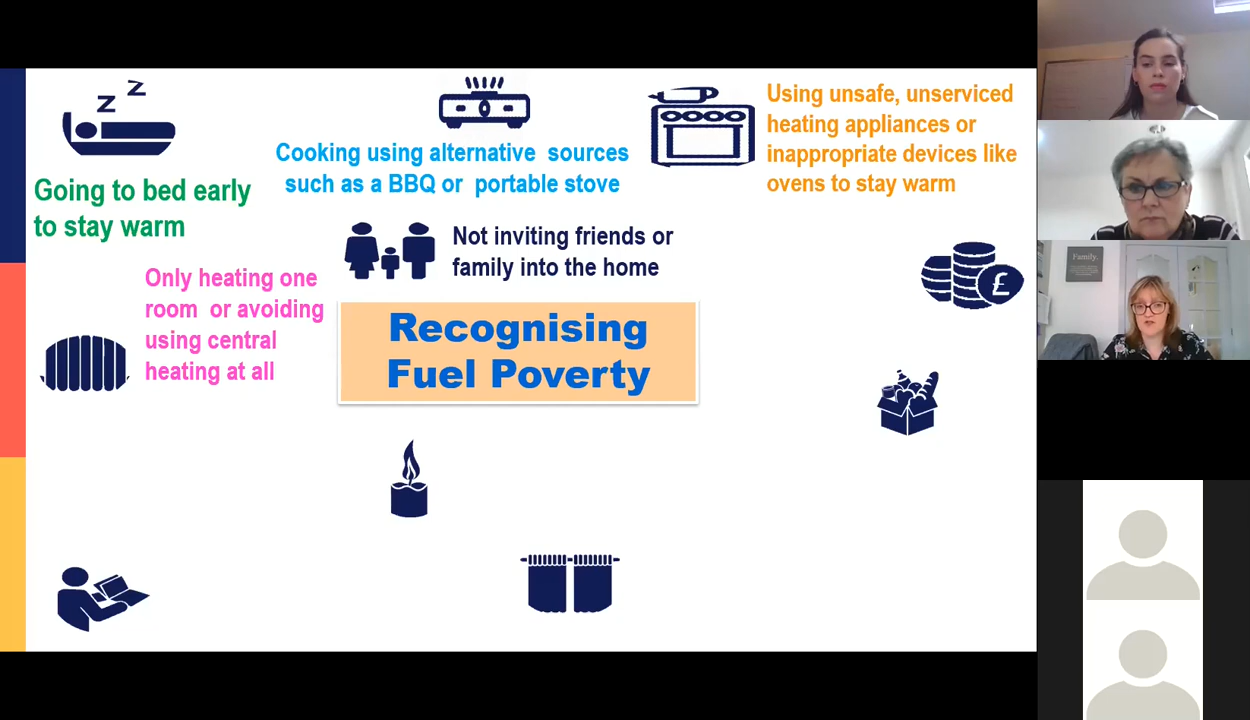 Z
Z
Going to bed early
to stay warm
Cooking using alternative sources
such as a BBQ or portable stove
Using unsafe, unserviced
heating appliances or
inappropriate devices like
ovens to stay warm
Not inviting friends or
family into the home
£
Only heating one
room or avoiding
using central
heating at all
Recognising
Fuel Poverty
Family.